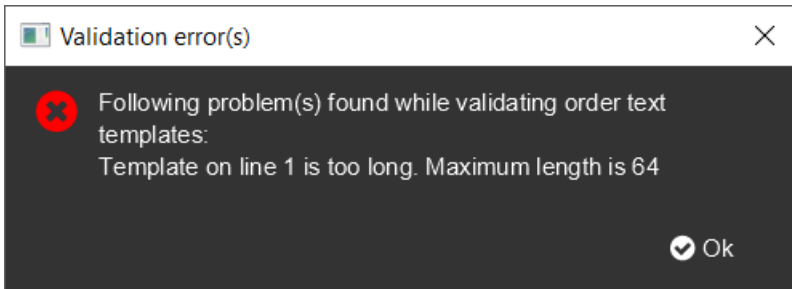 Validation error(s)
Following problem(s) found while validating order text
templates:
Template on line 1 is too long. Maximum length is 64
Ok